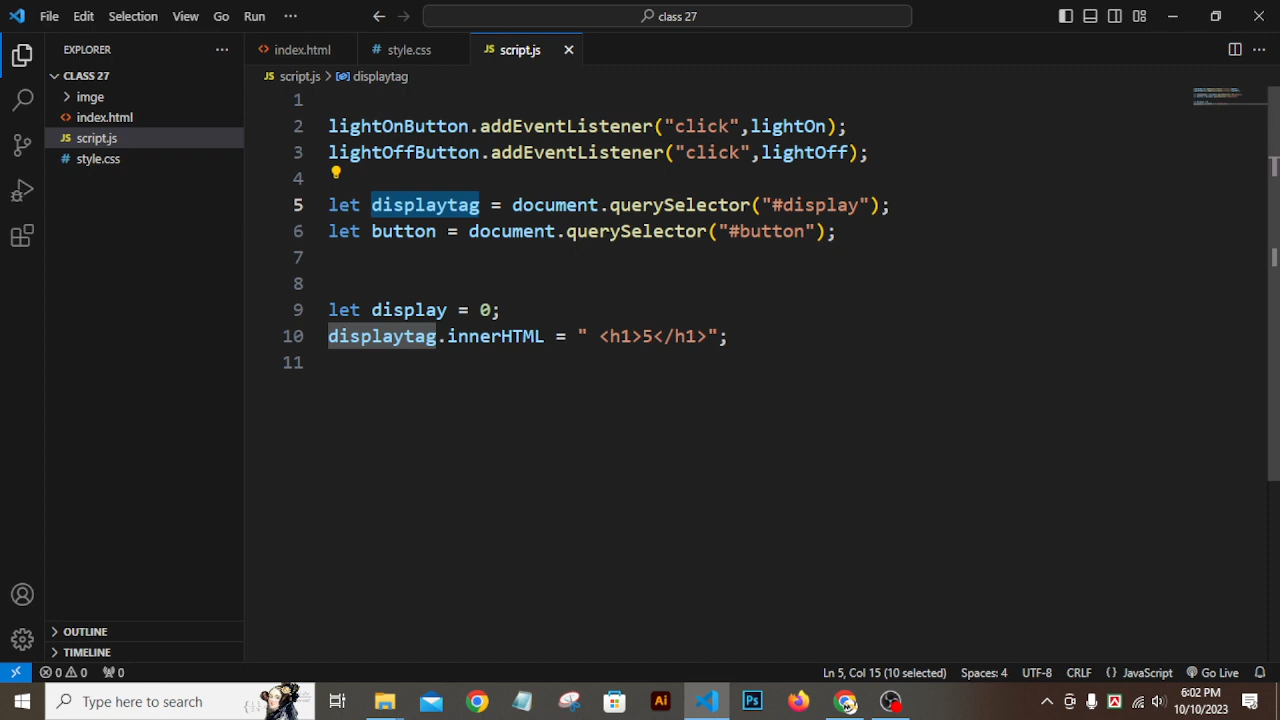 File Edit Selection View Go Run ··· class 27
EXPLORER ···
index.html
style.css
script.js
CLASS 27
script.js > displaytag
imge
index.html
script.js
style.css
1
2 lightOnButton.addEventListener("click",lightOn);
3 lightOffButton.addEventListener("click",lightOff);
4
5 let displaytag = document.querySelector("#display");
6 let button = document.querySelector("#button");
7
8
9 let display = 0;
10 displaytag.innerHTML = " <h1>5</h1>";
11
OUTLINE
TIMELINE
0 0 0 Ln 5, Col 15 (10 selected) Spaces: 4 UTF-8 CRLF {} JavaScript Go Live
Type here to search
Ai
Ps
8:02 PM
10/10/2023